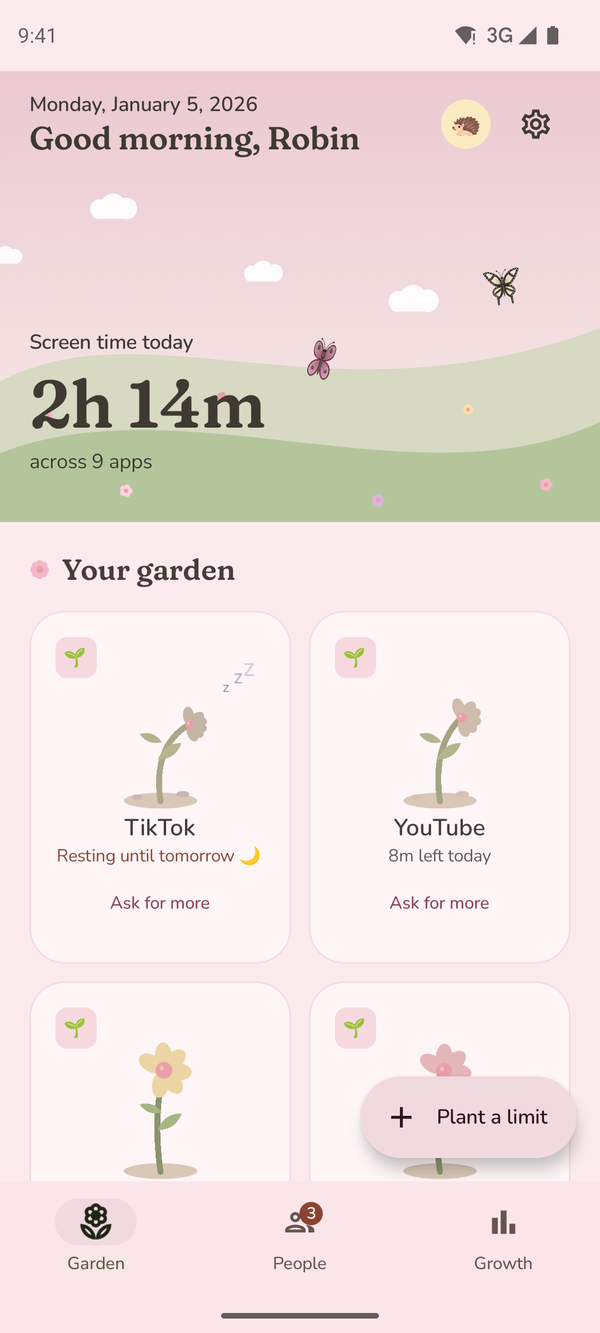 9:41
3G
Monday, January 5, 2026
Good morning, Robin
Screen time today
2h 14m
across 9 apps
Your garden
z z Z
TikTok
Resting until tomorrow 🌙
Ask for more
YouTube
8m left today
Ask for more
+ Plant a limit
3
Garden
People
Growth